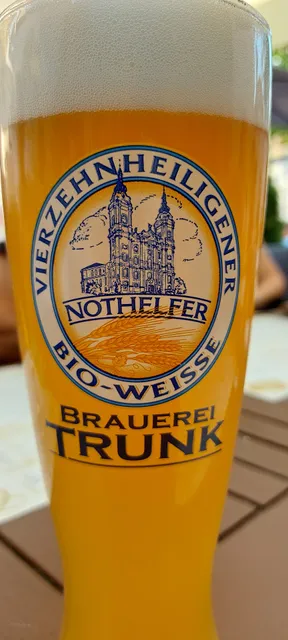 VIERZEHNHEILIGENER
NOTHELFER
BIO-WEISSE
BRAUEREI
TRUNK